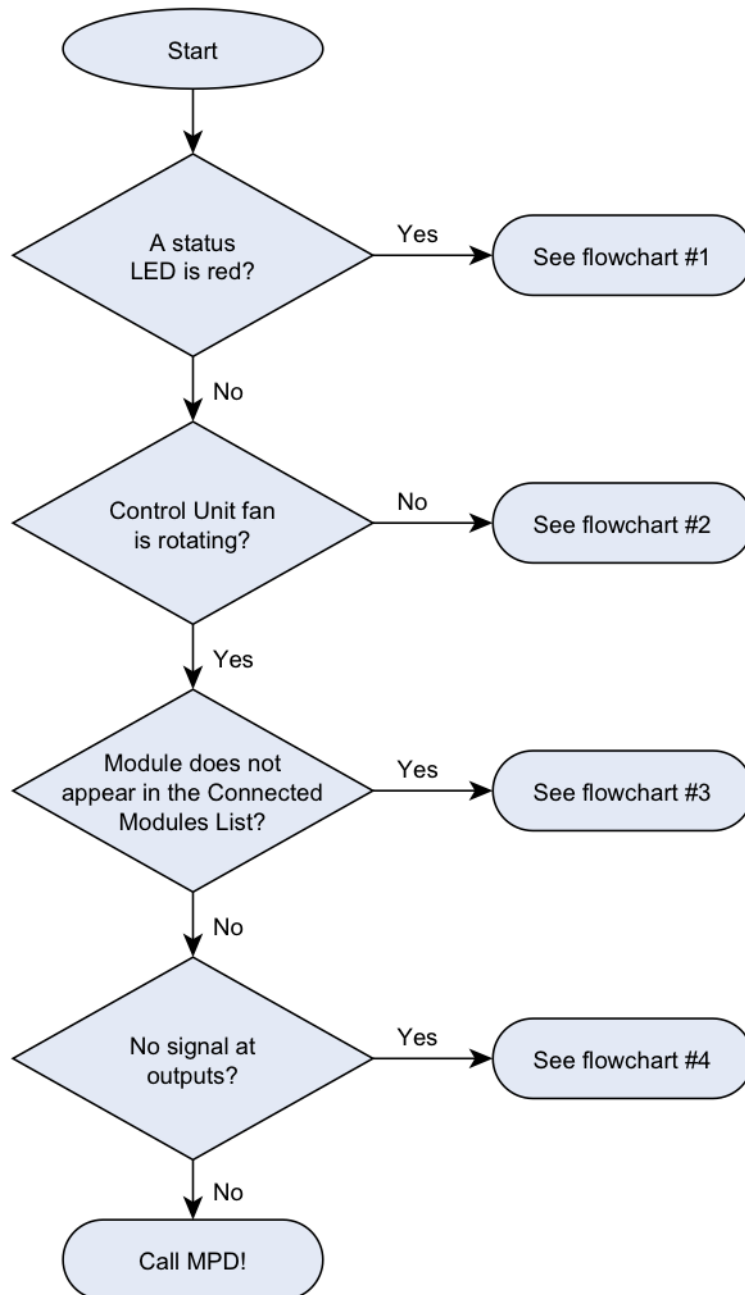 Start
A status
LED is red?
Yes
See flowchart #1
No
Control Unit fan
is rotating?
No
See flowchart #2
Yes
Module does not
appear in the Connected
Modules List?
Yes
See flowchart #3
No
No signal at
outputs?
Yes
See flowchart #4
No
Call MPD!